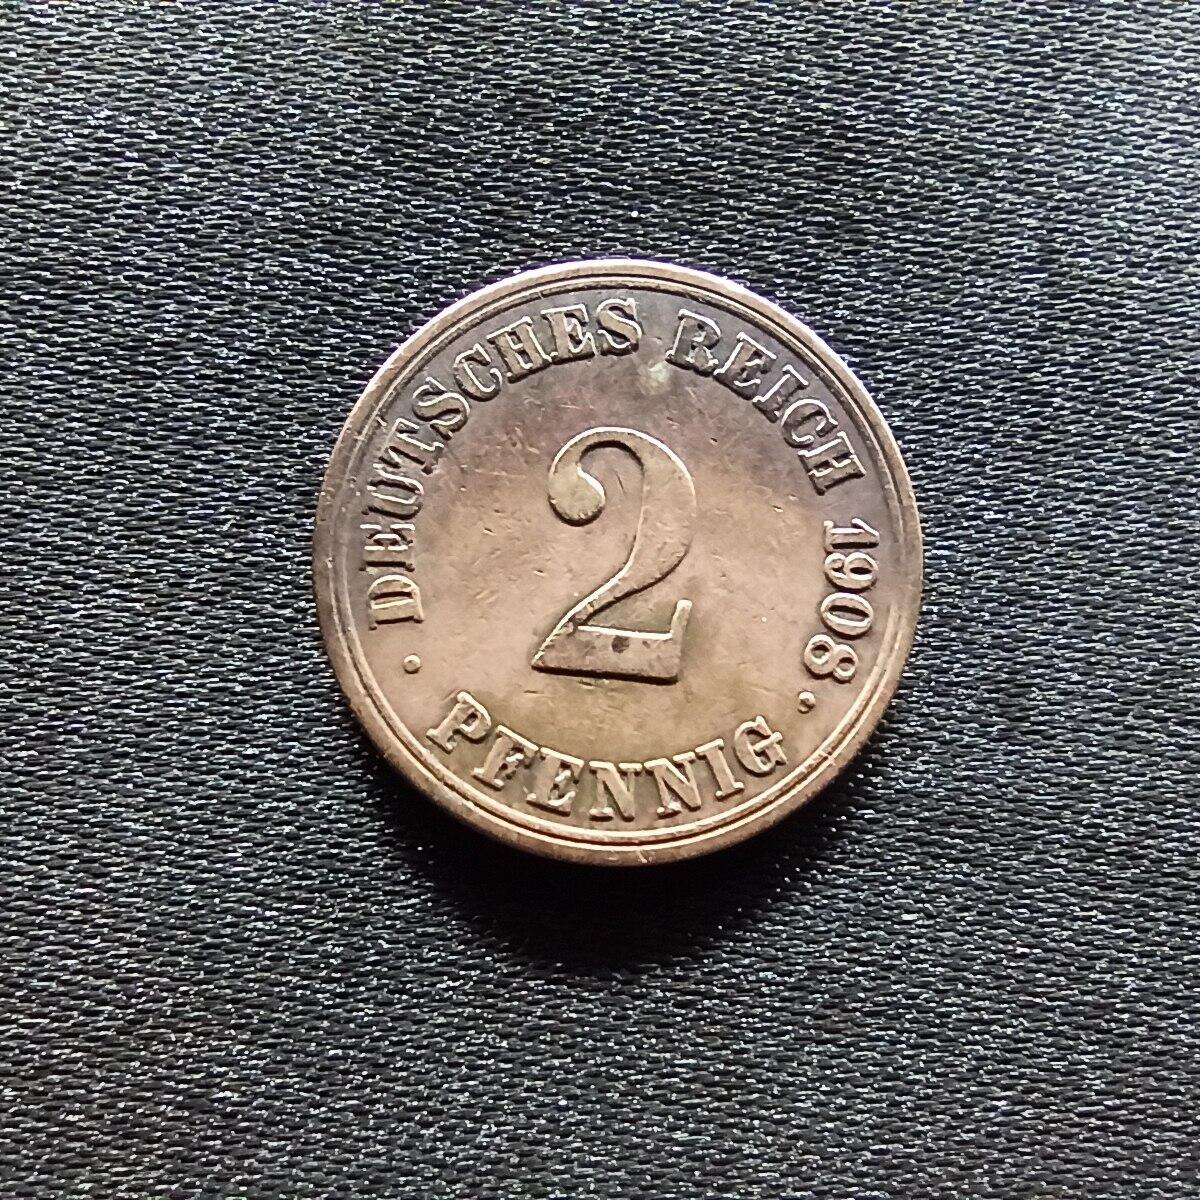 DEUTSCHES REICH 1908
2
PFENNIG